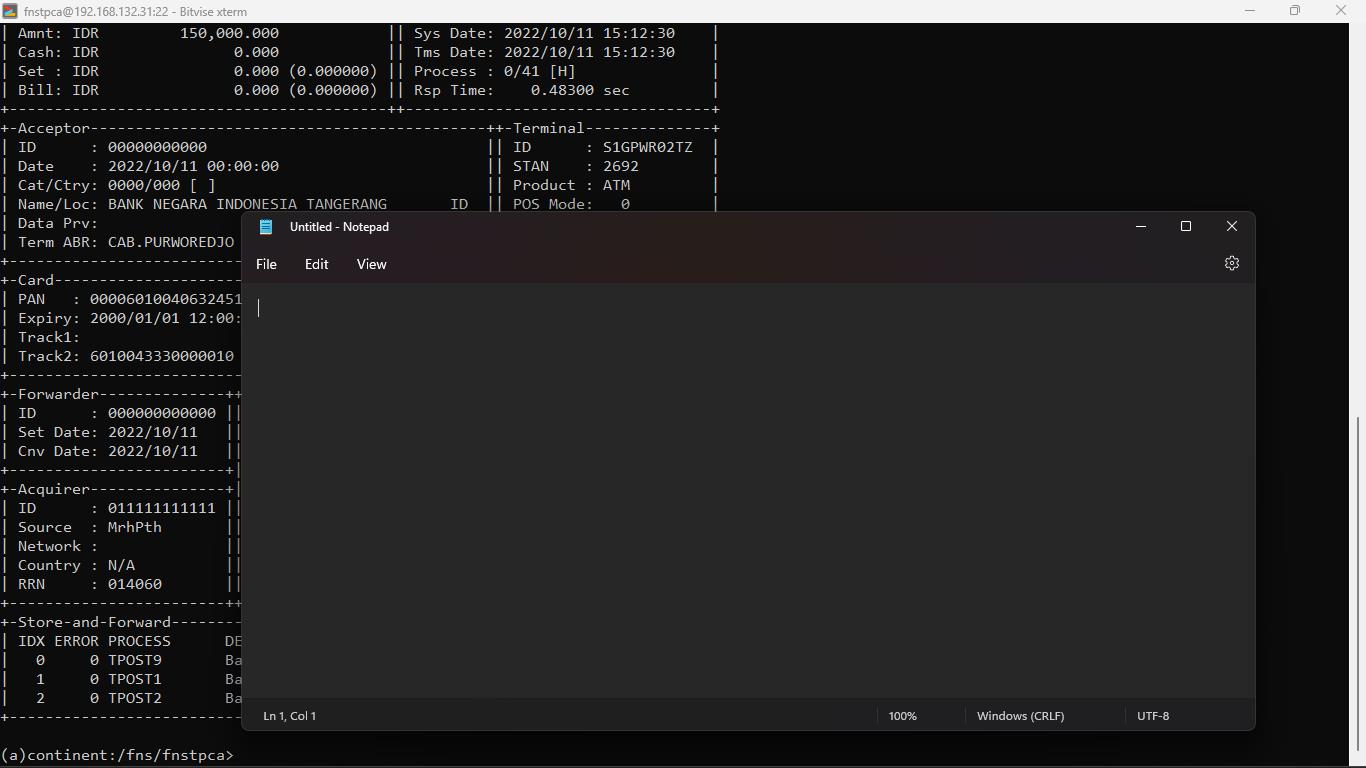 fnstpca@192.168.132.31:22 - Bitvise xterm
| Amnt: IDR         150,000.000            || Sys Date: 2022/10/11 15:12:30    |
| Cash: IDR               0.000            || Tms Date: 2022/10/11 15:12:30    |
| Set : IDR               0.000 (0.000000) || Process : 0/41 [H]               |
| Bill: IDR               0.000 (0.000000) || Rsp Time:    0.48300 sec         |
+------------------------------------------++----------------------------------+
+-Acceptor--------------------------------------------++-Terminal--------------+
| ID      : 00000000000                               || ID      : S1GPWR02TZ  |
| Date    : 2022/10/11 00:00:00                       || STAN    : 2692        |
| Cat/Ctry: 0000/000 [ ]                              || Product : ATM         |
| Name/Loc: BANK NEGARA INDONESIA TANGERANG       ID  || POS Mode:   0         |
| Data Prv:
| Term ABR: CAB.PURWOREDJO
+--------------------------
+-Card---------------------
| PAN   : 00006010040632451
| Expiry: 2000/01/01 12:00:
| Track1:
| Track2: 6010043330000010
+--------------------------
+-Forwarder--------------++
| ID      : 000000000000 ||
| Set Date: 2022/10/11   ||
| Cnv Date: 2022/10/11   ||
+------------------------+|
+-Acquirer---------------+|
| ID      : 011111111111 ||
| Source  : MrhPth       ||
| Network :              ||
| Country : N/A          ||
| RRN     : 014060       ||
+------------------------++
+-Store-and-Forward--------
| IDX ERROR PROCESS      DE
|   0     0 TPOST9       Ba
|   1     0 TPOST1       Ba
|   2     0 TPOST2       Ba
+--------------------------
(a)continent:/fns/fnstpca>
Untitled - Notepad
File Edit View
Ln 1, Col 1 100% Windows (CRLF) UTF-8